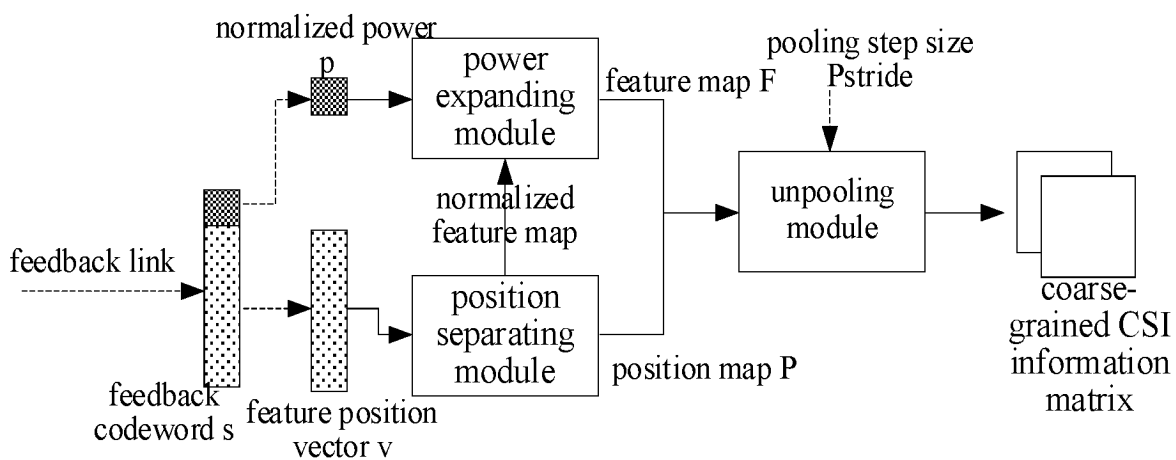 normalized power
p
power
expanding
module
feature map F
pooling step size
Pstride
unpooling
module
normalized
feature map
feedback link
position
separating
module
position map P
coarse-
grained CSI
information
matrix
feedback
codeword s
feature position
vector v